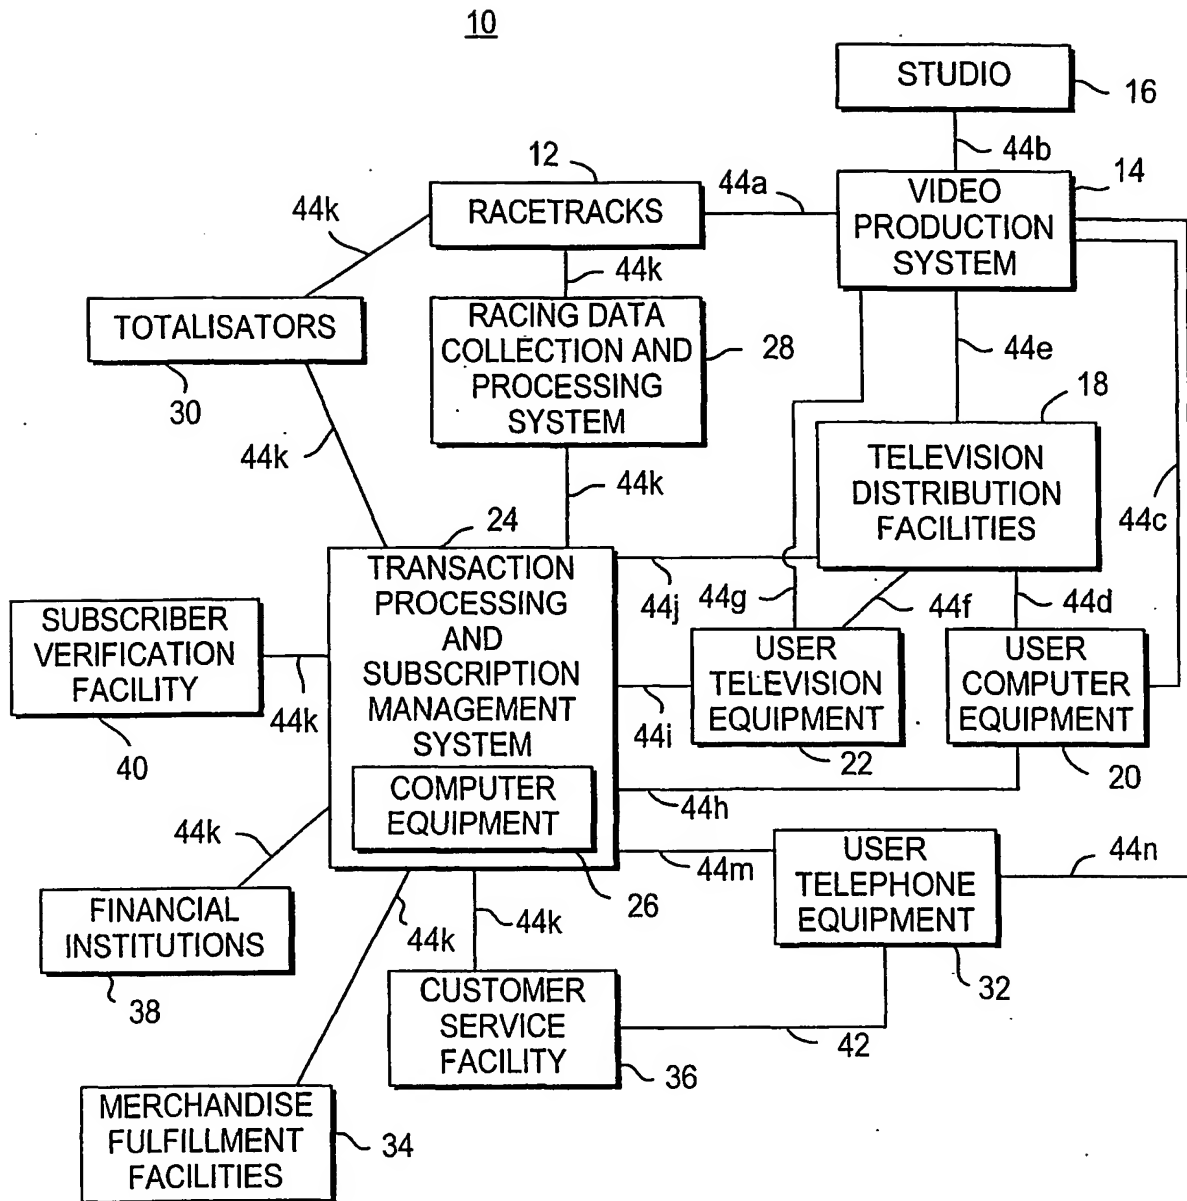 10
STUDIO
16
44b
12
44a
14
VIDEO
PRODUCTION
SYSTEM
44k
RACETRACKS
44k
TOTALISATORS
30
RACING DATA
COLLECTION AND
PROCESSING
SYSTEM
28
44e
18
44k
44k
TELEVISION
DISTRIBUTION
FACILITIES
44c
24
TRANSACTION
PROCESSING
AND
SUBSCRIPTION
MANAGEMENT
SYSTEM
44j
44g
44f
44d
SUBSCRIBER
VERIFICATION
FACILITY
40
44k
USER
TELEVISION
EQUIPMENT
22
USER
COMPUTER
EQUIPMENT
20
44i
COMPUTER
EQUIPMENT
26
44h
44k
44m
USER
TELEPHONE
EQUIPMENT
32
44n
FINANCIAL
INSTITUTIONS
38
44k
44k
CUSTOMER
SERVICE
FACILITY
36
42
MERCHANDISE
FULFILLMENT
FACILITIES
34